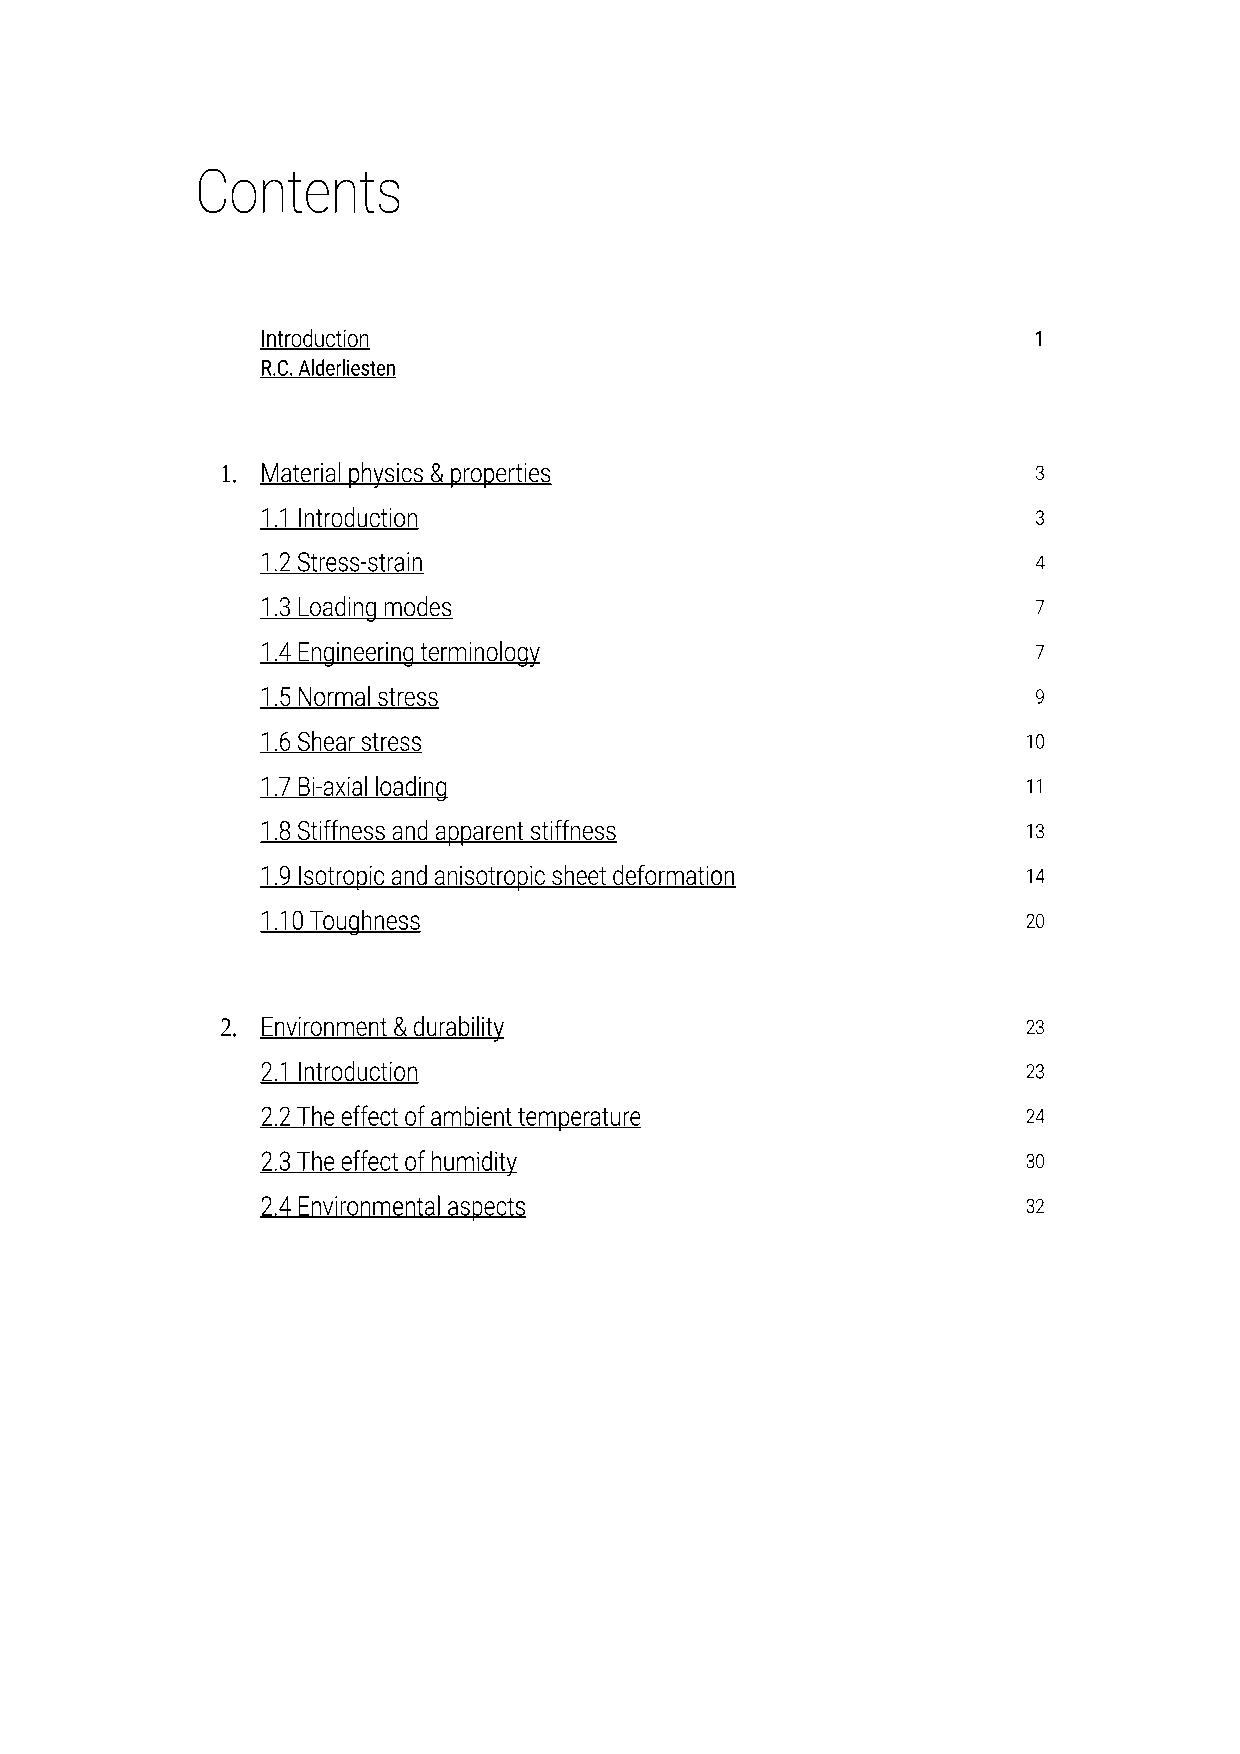 Contents
Introduction 1
R.C. Alderliesten
1. Material physics & properties 3
1.1 Introduction 3
1.2 Stress-strain 4
1.3 Loading modes 7
1.4 Engineering terminology 7
1.5 Normal stress 9
1.6 Shear stress 10
1.7 Bi-axial loading 11
1.8 Stiffness and apparent stiffness 13
1.9 Isotropic and anisotropic sheet deformation 14
1.10 Toughness 20
2. Environment & durability 23
2.1 Introduction 23
2.2 The effect of ambient temperature 24
2.3 The effect of humidity 30
2.4 Environmental aspects 32